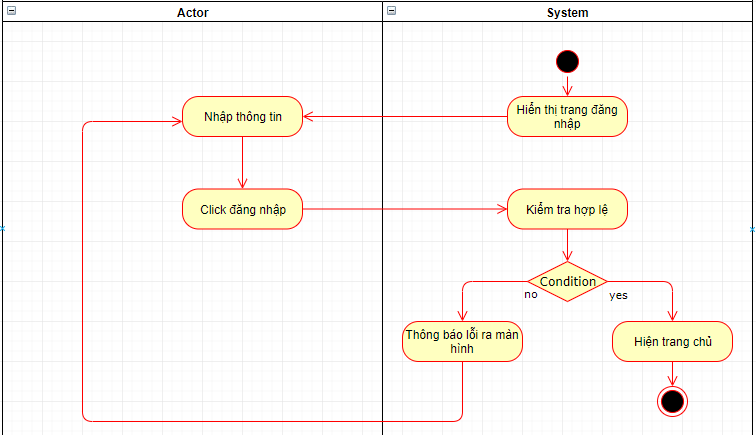 Actor
System
Hiển thị trang đăng
nhập
Nhập thông tin
Click đăng nhập
Kiểm tra hợp lệ
Condition
no
yes
Thông báo lỗi ra màn
hình
Hiện trang chủ